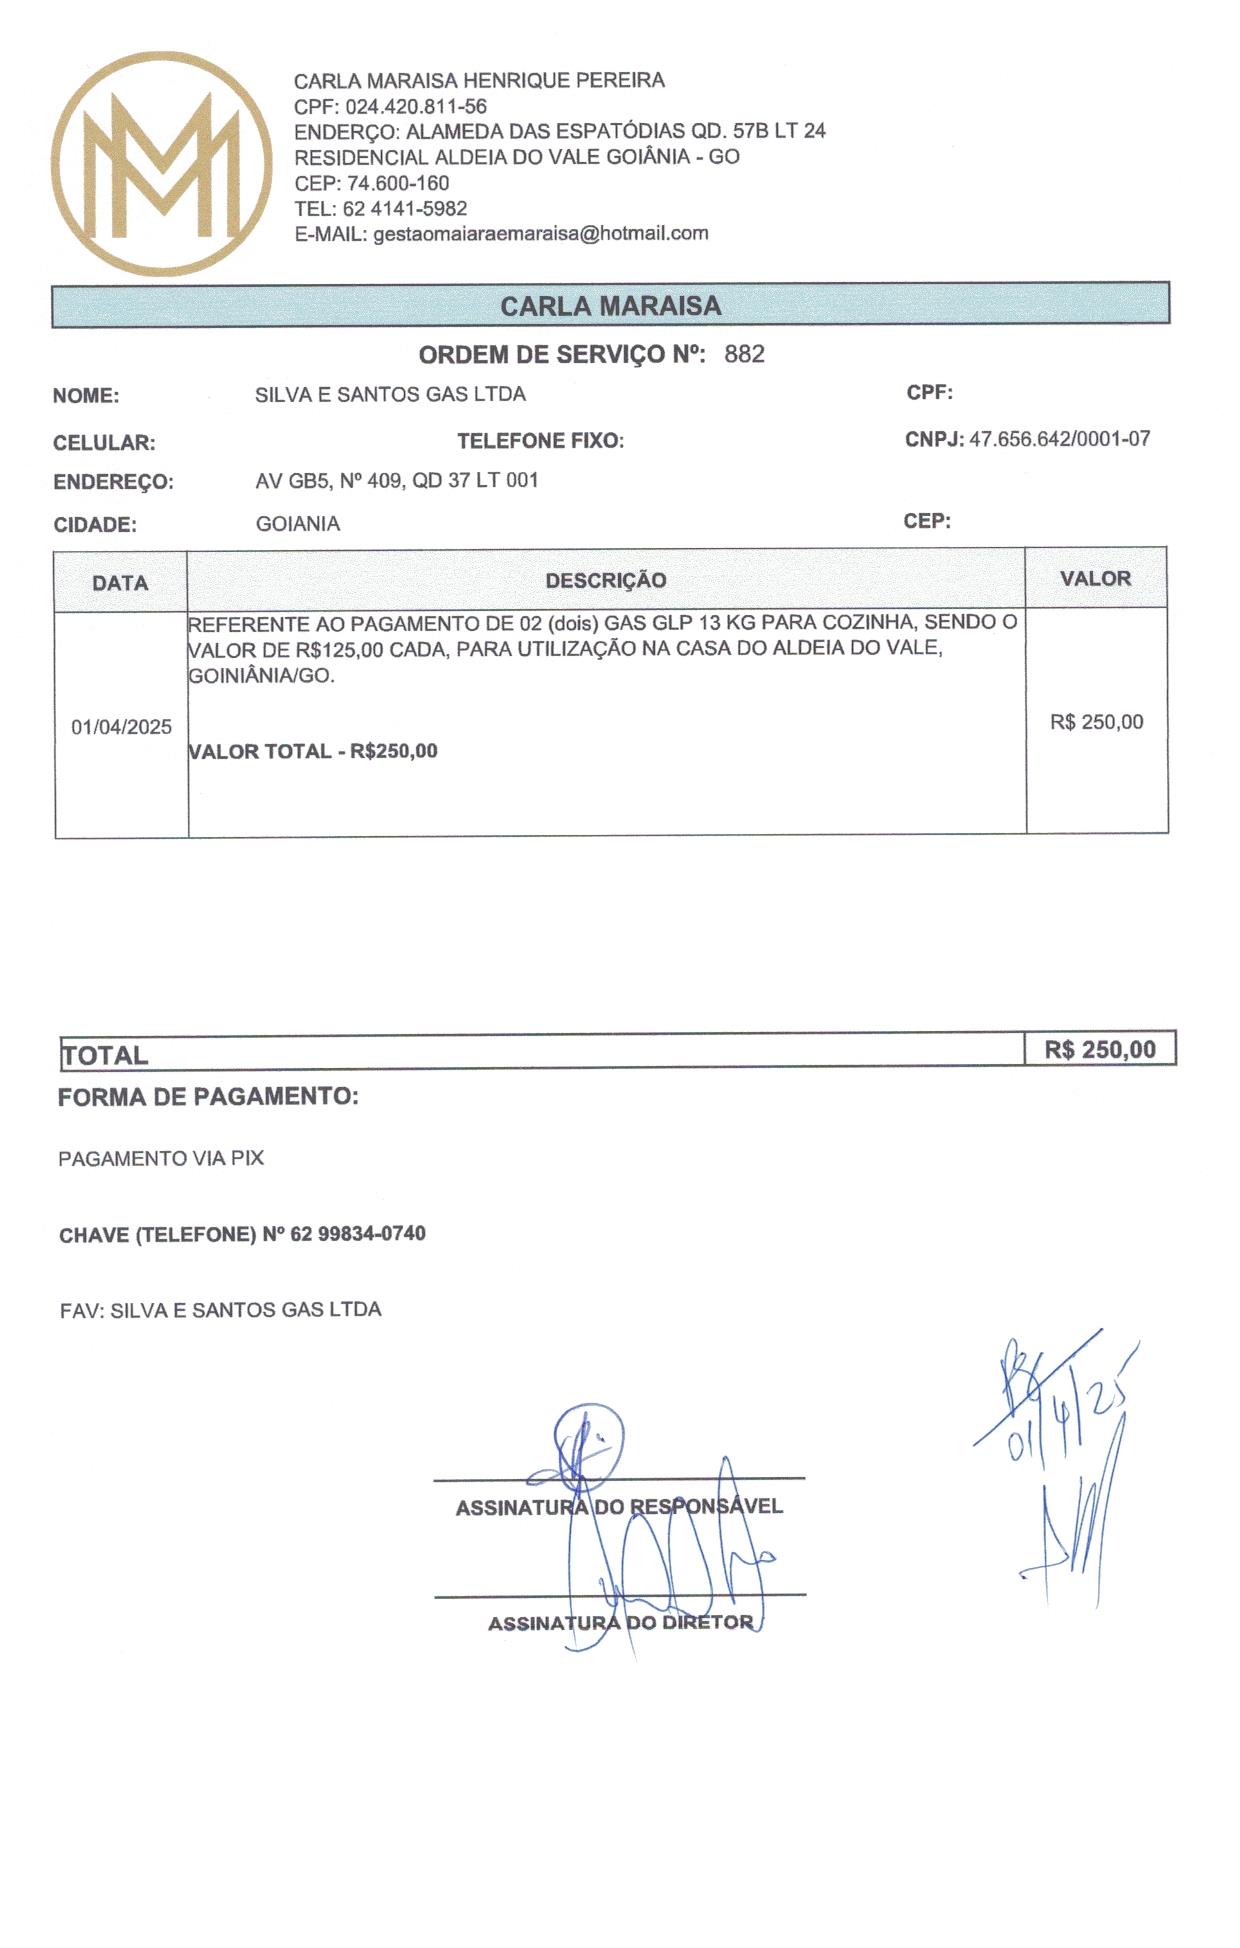 CARLA MARAISA HENRIQUE PEREIRA
CPF: 024.420.811-56
ENDERÇO: ALAMEDA DAS ESPATÓDIAS QD. 57B LT 24
RESIDENCIAL ALDEIA DO VALE GOIÂNIA - GO
CEP: 74.600-160
TEL: 62 4141-5982
E-MAIL: gestaomaiaraemaraisa@hotmail.com
CARLA MARAISA
ORDEM DE SERVIÇO Nº: 882
NOME: SILVA E SANTOS GAS LTDA CPF:
CELULAR: TELEFONE FIXO: CNPJ: 47.656.642/0001-07
ENDEREÇO: AV GB5, Nº 409, QD 37 LT 001
CIDADE: GOIANIA CEP:
DATA DESCRIÇÃO VALOR
REFERENTE AO PAGAMENTO DE 02 (dois) GAS GLP 13 KG PARA COZINHA, SENDO O
VALOR DE R$125,00 CADA, PARA UTILIZAÇÃO NA CASA DO ALDEIA DO VALE,
GOINIÂNIA/GO.
01/04/2025 R$ 250,00
VALOR TOTAL - R$250,00
TOTAL R$ 250,00
FORMA DE PAGAMENTO:
PAGAMENTO VIA PIX
CHAVE (TELEFONE) Nº 62 99834-0740
FAV: SILVA E SANTOS GAS LTDA
01/4/25
ASSINATURA DO RESPONSÁVEL
ASSINATURA DO DIRETOR